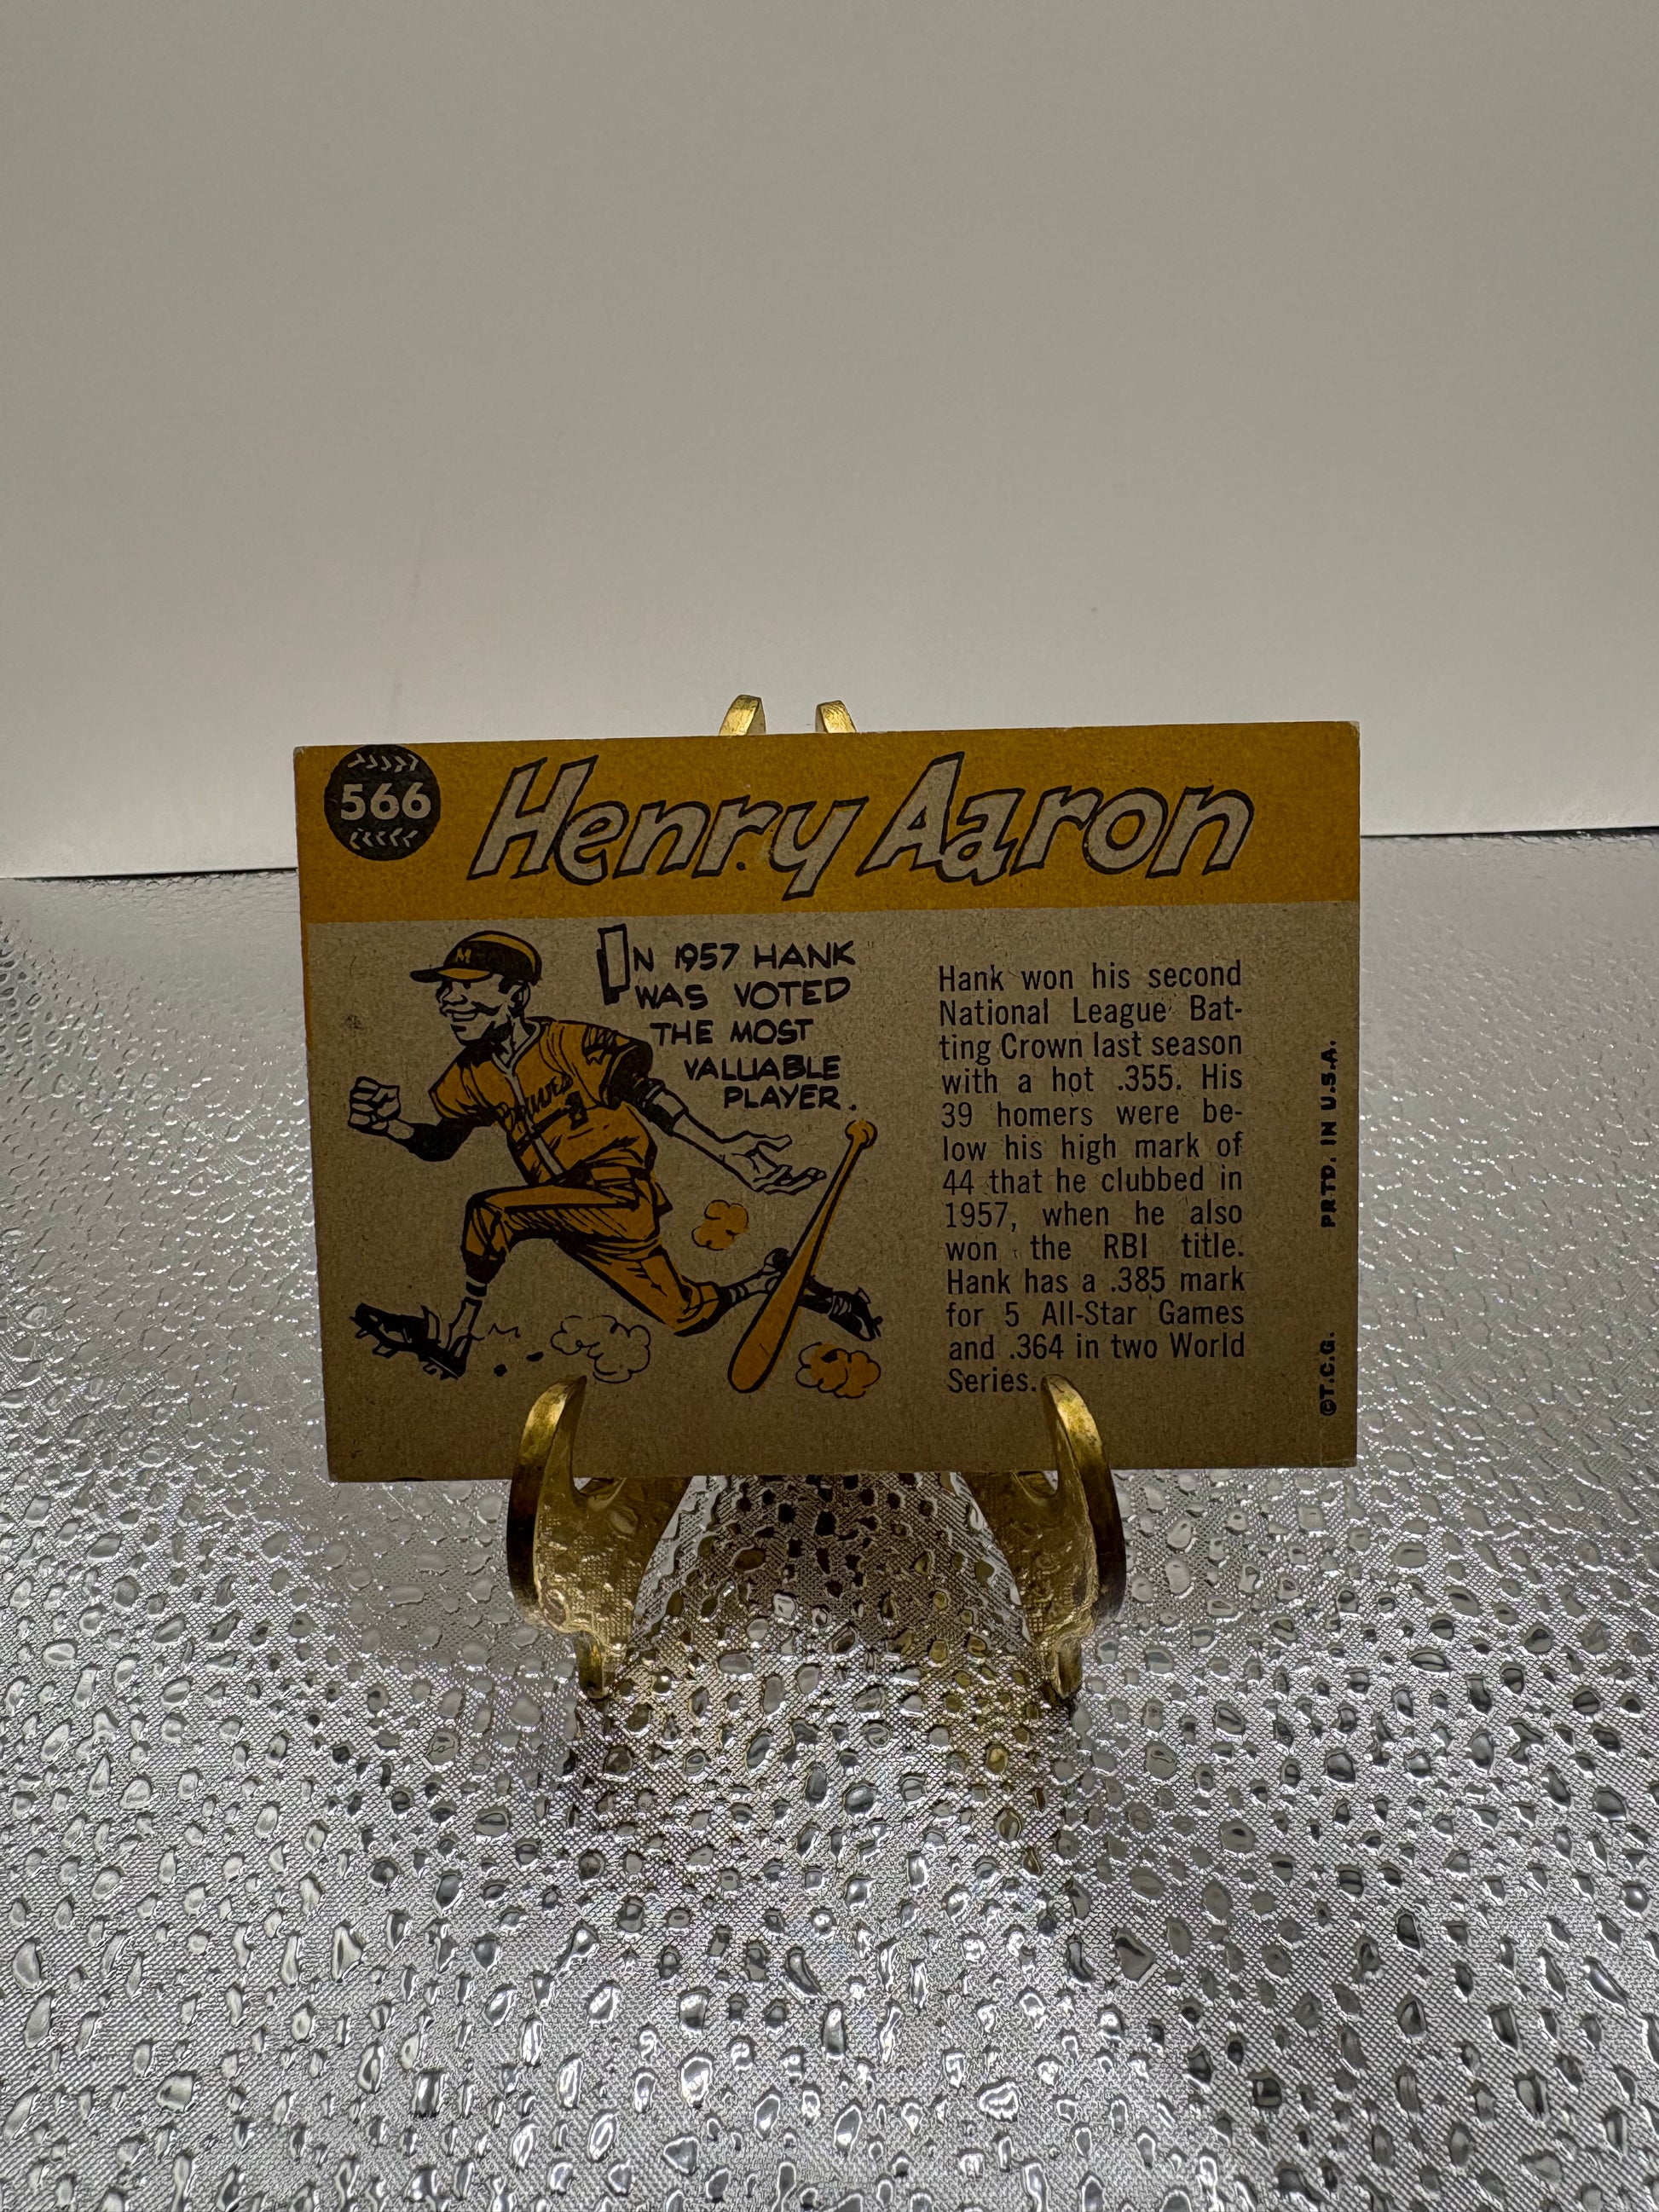 566
Henry Aaron
M
IN 1957 HANK
WAS VOTED
THE MOST
VALUABLE
PLAYER.
Braves
Hank won his second
National League Bat-
ting Crown last season
with a hot .355. His
39 homers were be-
low his high mark of
44 that he clubbed in
1957, when he also
won the RBI title.
Hank has a .385 mark
for 5 All-Star Games
and .364 in two World
Series.
©T.C.G. PRTD. IN U.S.A.